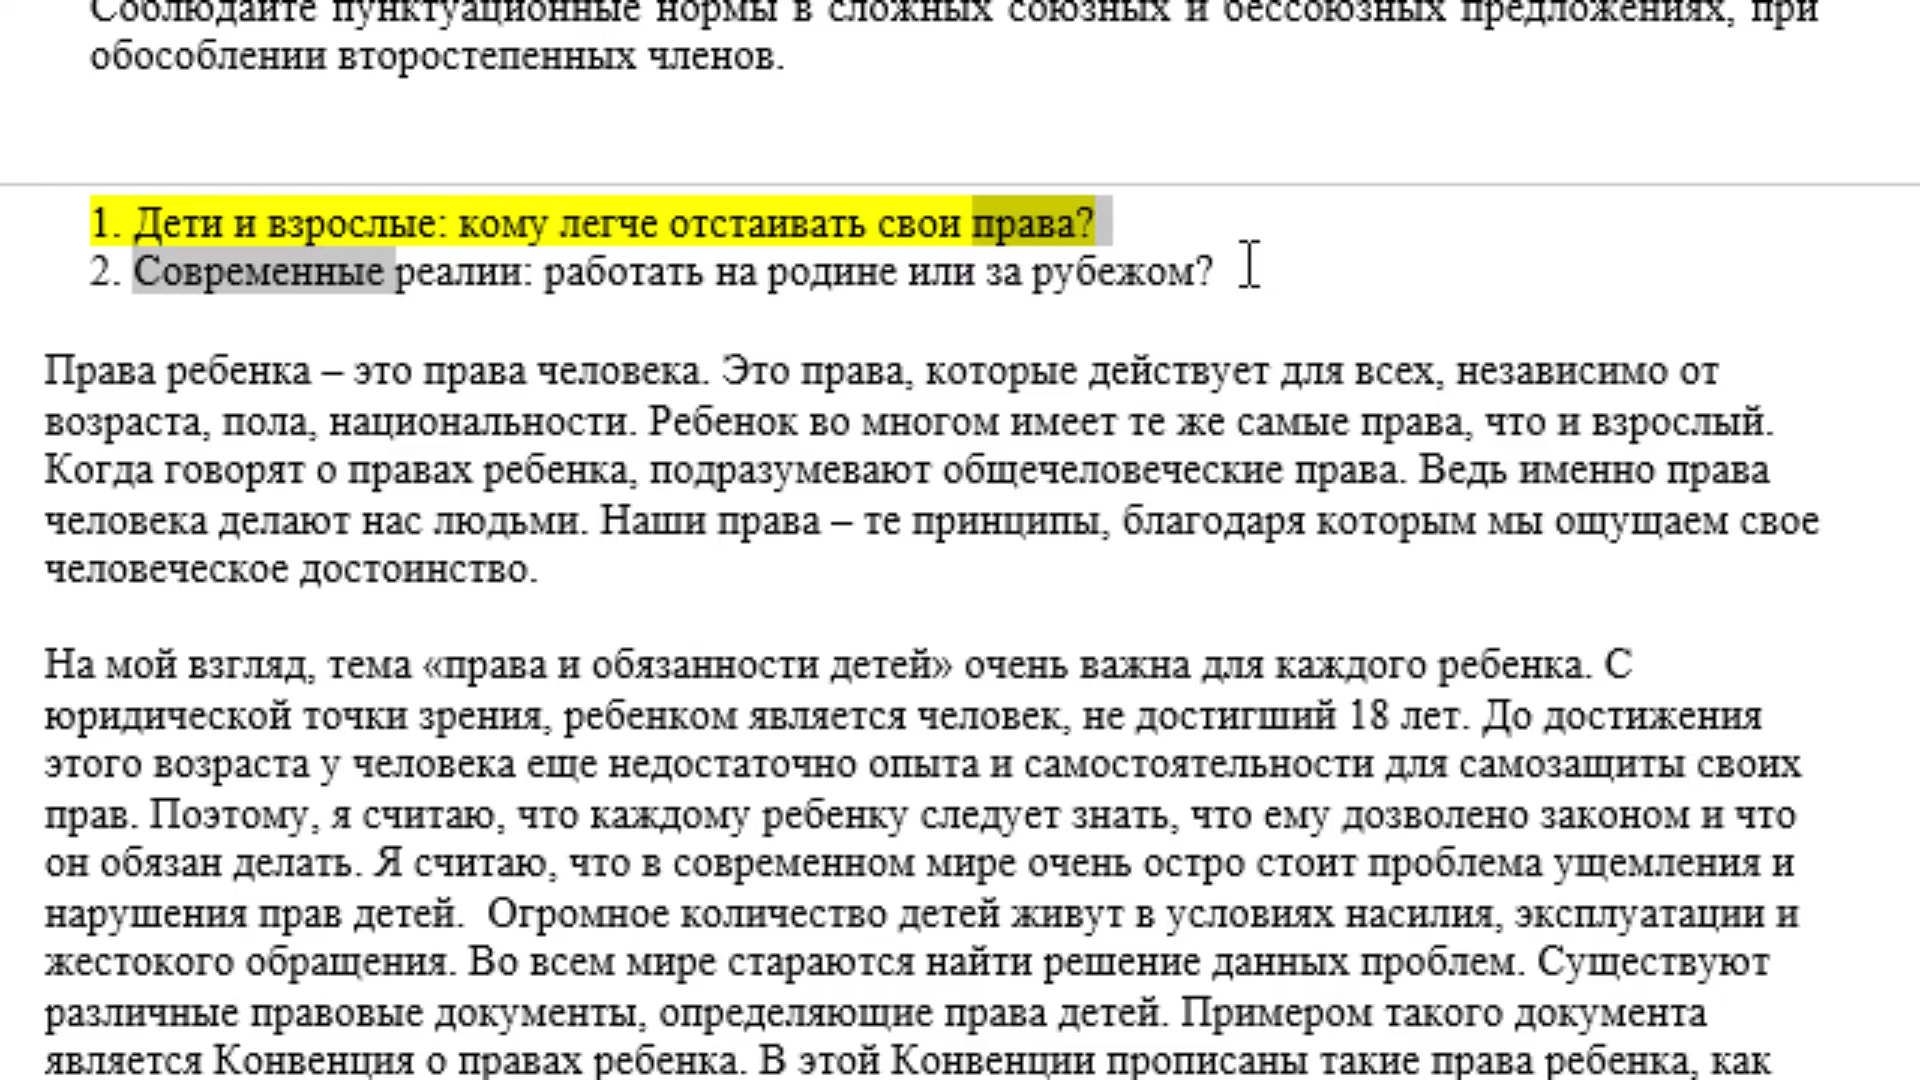 Соблюдайте пунктуационные нормы в сложных союзных и бессоюзных предложениях, при
обособлении второстепенных членов.
1. Дети и взрослые: кому легче отстаивать свои права?
2. Современные реалии: работать на родине или за рубежом?
Права ребенка – это права человека. Это права, которые действует для всех, независимо от
возраста, пола, национальности. Ребенок во многом имеет те же самые права, что и взрослый.
Когда говорят о правах ребенка, подразумевают общечеловеческие права. Ведь именно права
человека делают нас людьми. Наши права – те принципы, благодаря которым мы ощущаем свое
человеческое достоинство.
На мой взгляд, тема «права и обязанности детей» очень важна для каждого ребенка. С
юридической точки зрения, ребенком является человек, не достигший 18 лет. До достижения
этого возраста у человека еще недостаточно опыта и самостоятельности для самозащиты своих
прав. Поэтому, я считаю, что каждому ребенку следует знать, что ему дозволено законом и что
он обязан делать. Я считаю, что в современном мире очень остро стоит проблема ущемления и
нарушения прав детей.  Огромное количество детей живут в условиях насилия, эксплуатации и
жестокого обращения. Во всем мире стараются найти решение данных проблем. Существуют
различные правовые документы, определяющие права детей. Примером такого документа
является Конвенция о правах ребенка. В этой Конвенции прописаны такие права ребенка, как